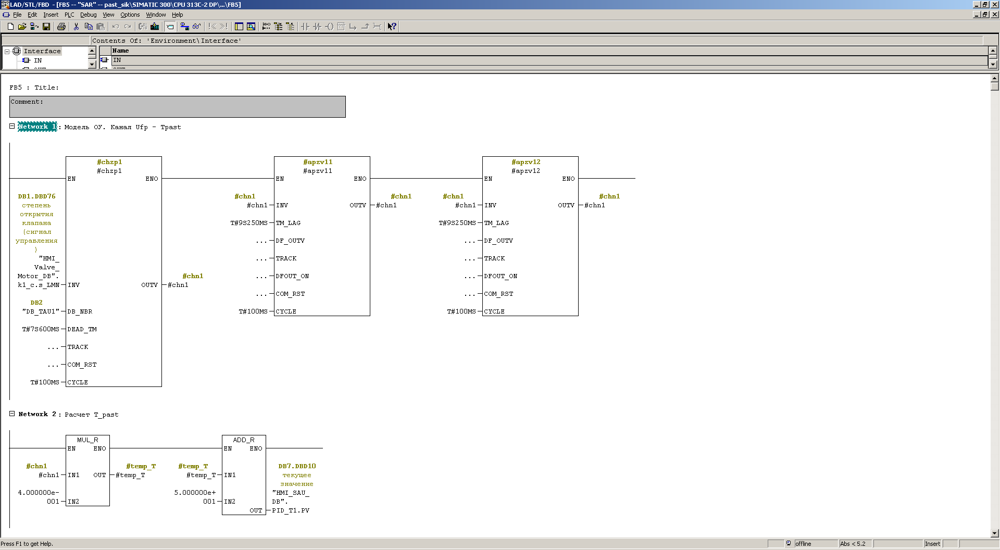 LAD/STL/FBD - [FB5 -- "SAR" -- past_sik\SIMATIC 300\CPU 313C-2 DP\...\FB5]
File Edit Insert PLC Debug View Options Window Help
Contents Of: 'Environment\Interface'
Interface
IN
Name
IN
FB5 : Title:
Comment:
Network 1 : Модель ОУ. Канал Ufp - Tpast
#chzp1
#chzp1
EN ENO
DB1.DBD76
степень
открытия
клапана
(сигнал
управления
)
"HMI_
Valve_
Motor_DB".
k1_c.s_LMN
INV
OUTV
#chn1
#chn1
DB2
"DB_TAU1" DB_NBR
T#7S600MS DEAD_TM
... TRACK
... COM_RST
T#100MS CYCLE
#apzv11
#apzv11
EN ENO
#chn1
#chn1 INV
OUTV
#chn1
#chn1
T#9S250MS TM_LAG
... DF_OUTV
... TRACK
... DFOUT_ON
... COM_RST
T#100MS CYCLE
#apzv12
#apzv12
EN ENO
#chn1
#chn1 INV
OUTV
#chn1
#chn1
T#9S250MS TM_LAG
... DF_OUTV
... TRACK
... DFOUT_ON
... COM_RST
T#100MS CYCLE
Network 2 : Расчет T_past
MUL_R
EN ENO
#chn1
#chn1 IN1
OUT
#temp_T
#temp_T
4.000000e-
001 IN2
ADD_R
EN ENO
#temp_T
#temp_T IN1
5.000000e+
001 IN2
OUT
DB7.DBD10
текущее
значение
"HMI_SAU_
DB".
PID_T1.PV
Press F1 to get Help.
offline
Abs < 5.2
Insert